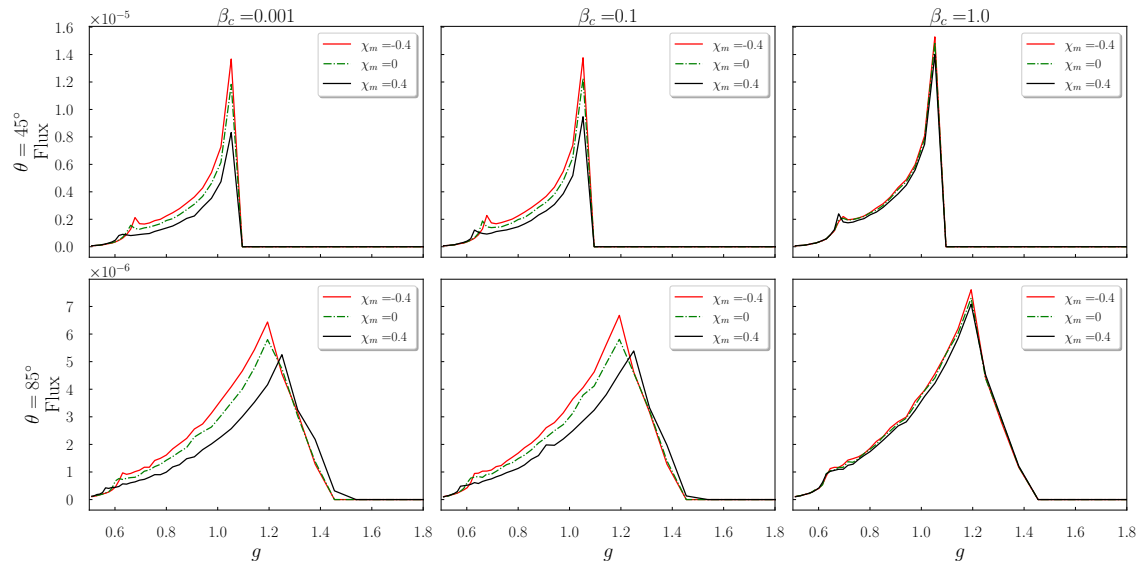 β_c =0.001
β_c =0.1
β_c =1.0
×10⁻⁵
1.6
1.4
1.2
1.0
0.8
0.6
0.4
0.2
0.0
θ = 45°
Flux
χ_m =-0.4
χ_m =0
χ_m =0.4
χ_m =-0.4
χ_m =0
χ_m =0.4
χ_m =-0.4
χ_m =0
χ_m =0.4
×10⁻⁶
7
6
5
4
3
2
1
0
θ = 85°
Flux
χ_m =-0.4
χ_m =0
χ_m =0.4
χ_m =-0.4
χ_m =0
χ_m =0.4
χ_m =-0.4
χ_m =0
χ_m =0.4
0.6 0.8 1.0 1.2 1.4 1.6 1.8
0.6 0.8 1.0 1.2 1.4 1.6 1.8
0.6 0.8 1.0 1.2 1.4 1.6 1.8
g
g
g